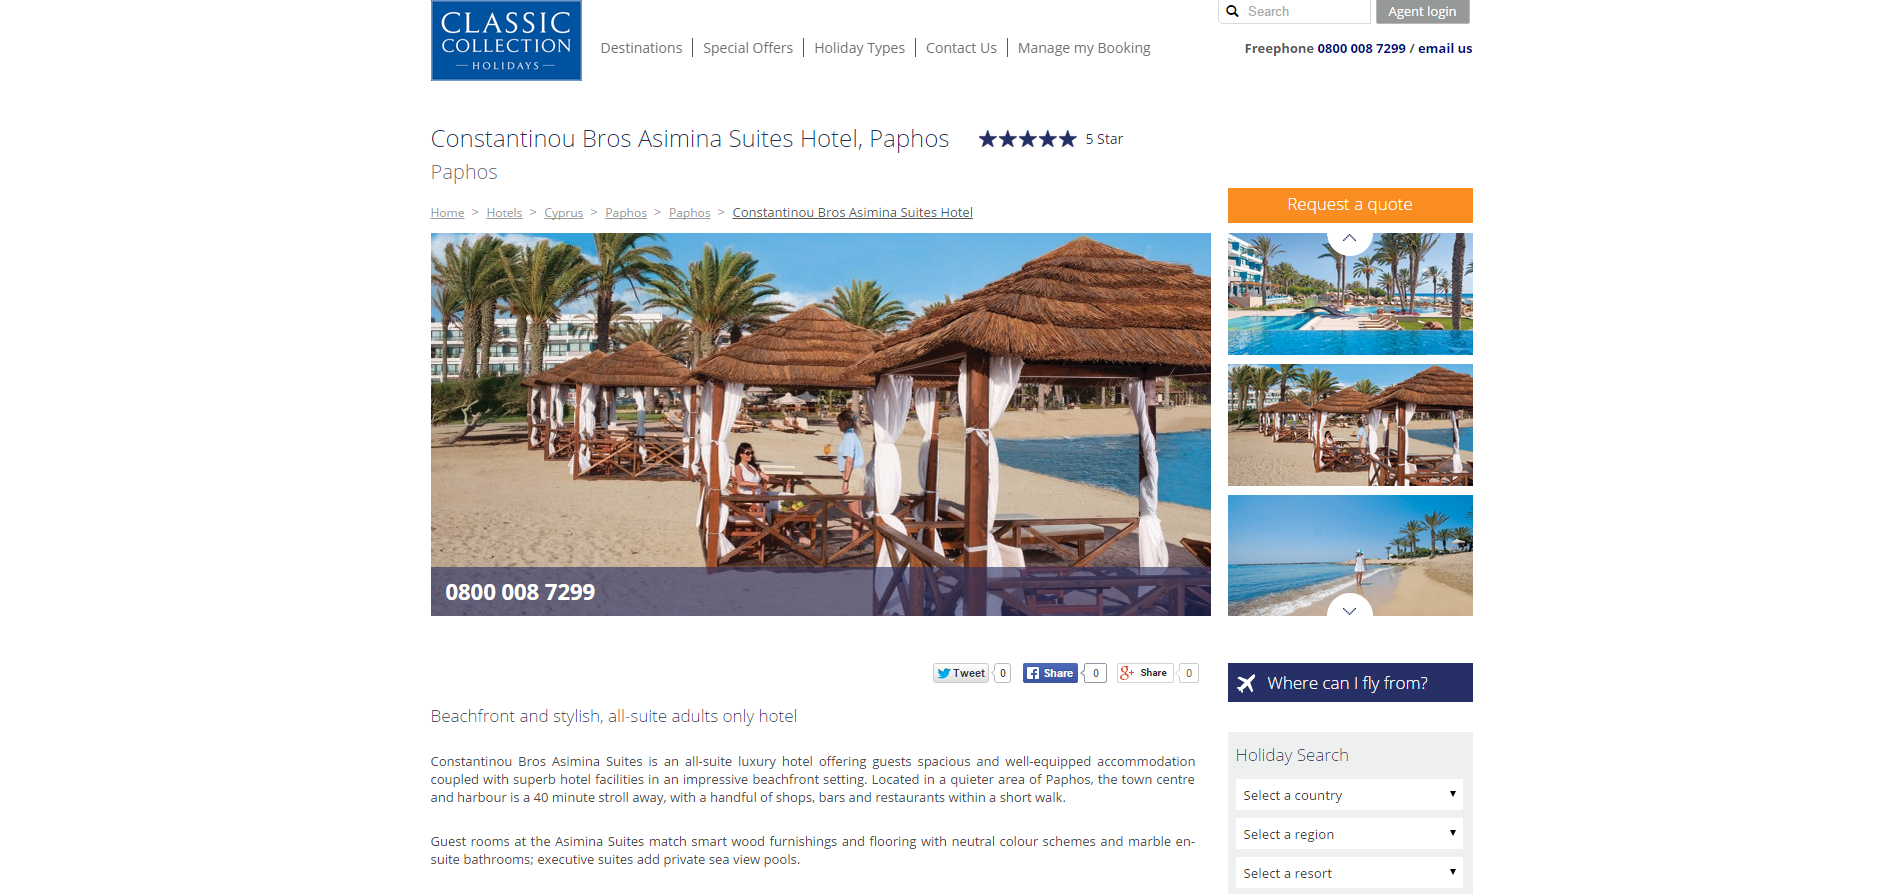 CLASSIC
COLLECTION
HOLIDAYS
Search
Agent login
Destinations
Special Offers
Holiday Types
Contact Us
Manage my Booking
Freephone 0800 008 7299 / email us
Constantinou Bros Asimina Suites Hotel, Paphos
5 Star
Paphos
Home > Hotels > Cyprus > Paphos > Paphos > Constantinou Bros Asimina Suites Hotel
Request a quote
0800 008 7299
Tweet 0
Share 0
Share 0
Where can I fly from?
Beachfront and stylish, all-suite adults only hotel
Constantinou Bros Asimina Suites is an all-suite luxury hotel offering guests spacious and well-equipped accommodation
coupled with superb hotel facilities in an impressive beachfront setting. Located in a quieter area of Paphos, the town centre
and harbour is a 40 minute stroll away, with a handful of shops, bars and restaurants within a short walk.
Guest rooms at the Asimina Suites match smart wood furnishings and flooring with neutral colour schemes and marble en-
suite bathrooms; executive suites add private sea view pools.
Holiday Search
Select a country
Select a region
Select a resort